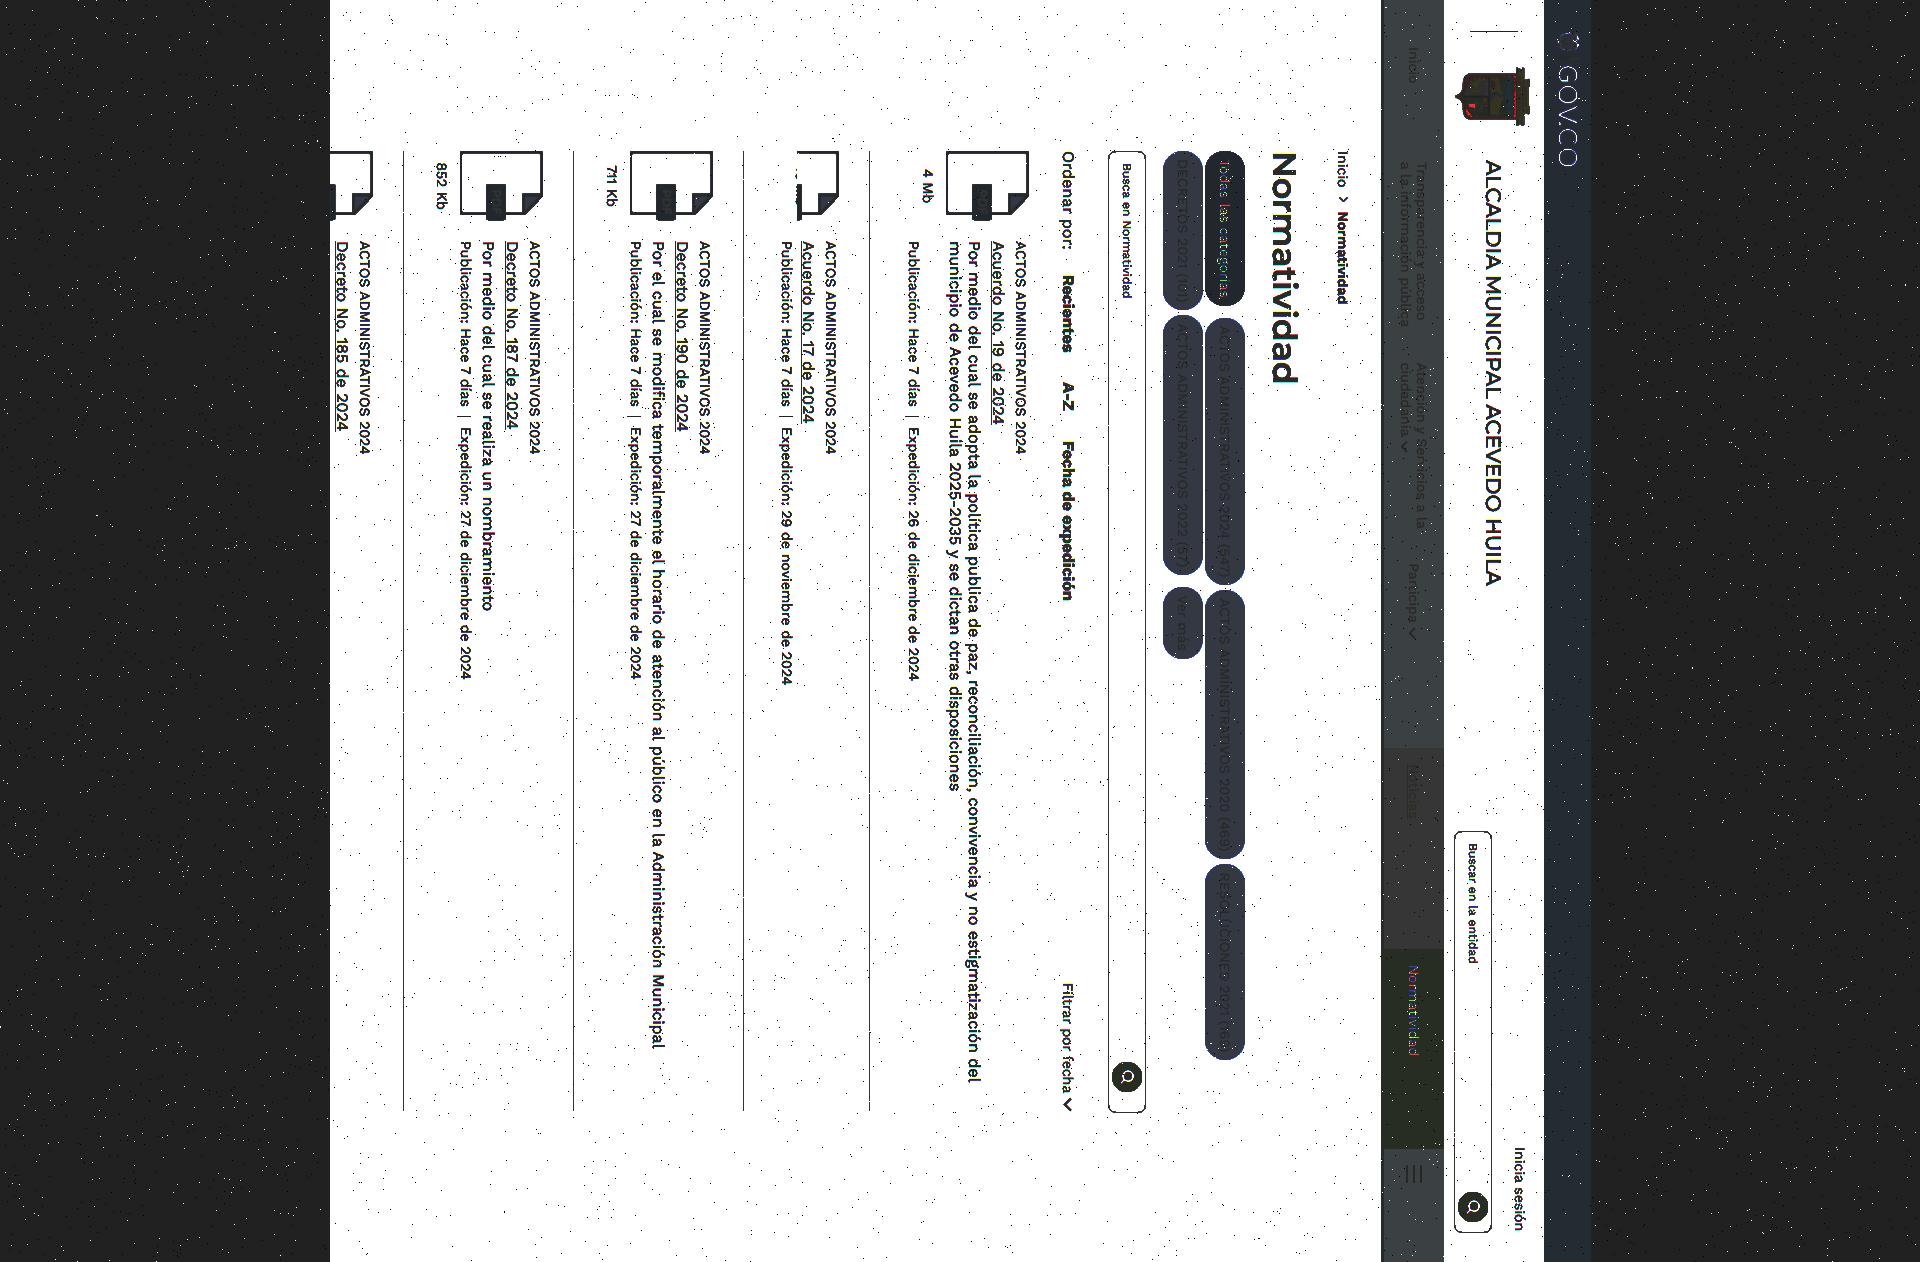 GOV.CO
ALCALDIA MUNICIPAL ACEVEDO HUILA
Inicia sesión
Buscar en la entidad
Inicio
Transparencia y acceso
a la información pública
Atención y Servicios a la
ciudadanía
Participa
Noticias
Normatividad
Inicio > Normatividad
Normatividad
Todas las categorías
ACTOS ADMINISTRATIVOS 2024 (547)
ACTOS ADMINISTRATIVOS 2020 (469)
RESOLUCIONES 2021
DECRETOS 2021 (101)
ACTOS ADMINISTRATIVOS 2022 (57)
Ver más
Busca en Normatividad
Ordenar por: Recientes A-Z Fecha de expedición Filtrar por fecha
ACTOS ADMINISTRATIVOS 2024
Acuerdo No. 19 de 2024
Por medio del cual se adopta la política publica de paz, reconciliación, convivencia y no estigmatización del
municipio de Acevedo Huila 2025-2035 y se dictan otras disposiciones
4 Mb
Publicación: Hace 7 días | Expedición: 26 de diciembre de 2024
ACTOS ADMINISTRATIVOS 2024
Acuerdo No. 17 de 2024
Publicación: Hace 7 días | Expedición: 29 de noviembre de 2024
ACTOS ADMINISTRATIVOS 2024
Decreto No. 190 de 2024
Por el cual se modifica temporalmente el horario de atención al público en la Administración Municipal
Publicación: Hace 7 días | Expedición: 27 de diciembre de 2024
711 Kb
ACTOS ADMINISTRATIVOS 2024
Decreto No. 187 de 2024
Por medio del cual se realiza un nombramiento
Publicación: Hace 7 días | Expedición: 27 de diciembre de 2024
852 Kb
ACTOS ADMINISTRATIVOS 2024
Decreto No. 185 de 2024